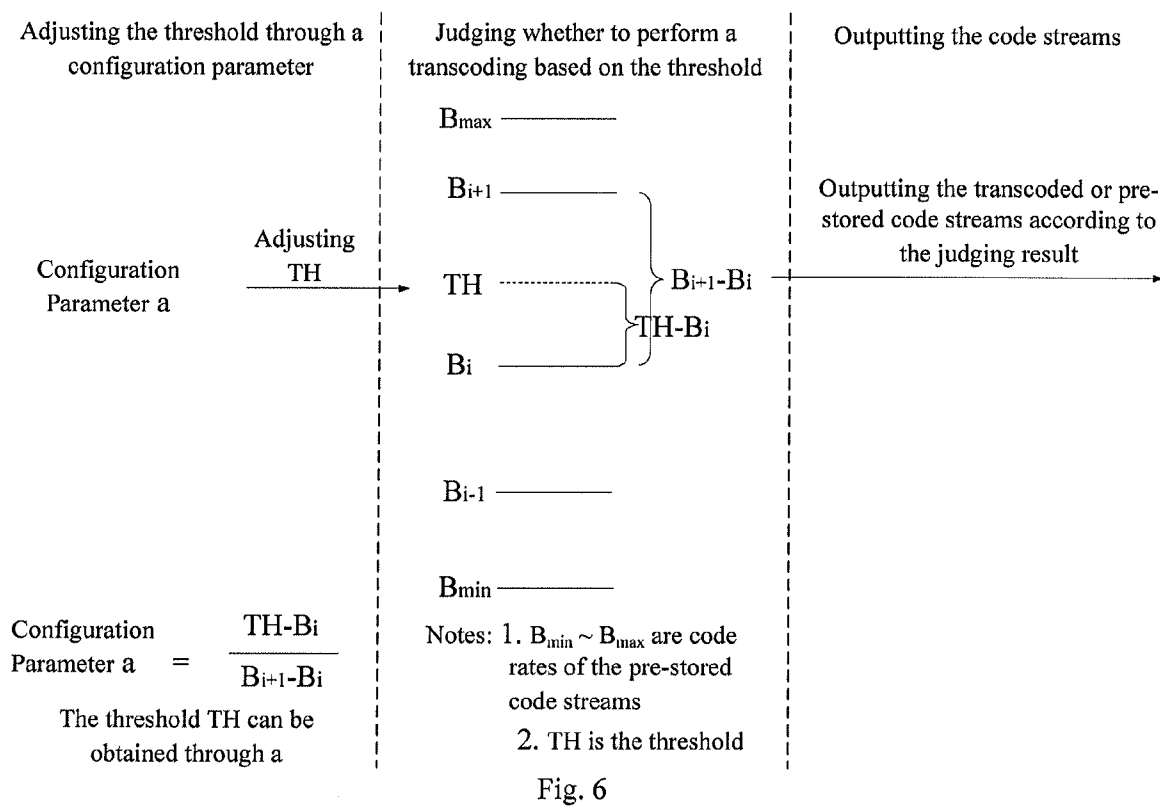 Adjusting the threshold through a
configuration parameter
Judging whether to perform a
transcoding based on the threshold
Outputting the code streams
Bmax
Bi+1
Outputting the transcoded or pre-
stored code streams according to
the judging result
Adjusting
TH
Configuration
Parameter a
TH
Bi+1-Bi
TH-Bi
Bi
Bi-1
Bmin
Configuration
Parameter a
=
TH-Bi
Bi+1-Bi
The threshold TH can be
obtained through a
Notes: 1. Bmin ~ Bmax are code
rates of the pre-stored
code streams
2. TH is the threshold
Fig. 6